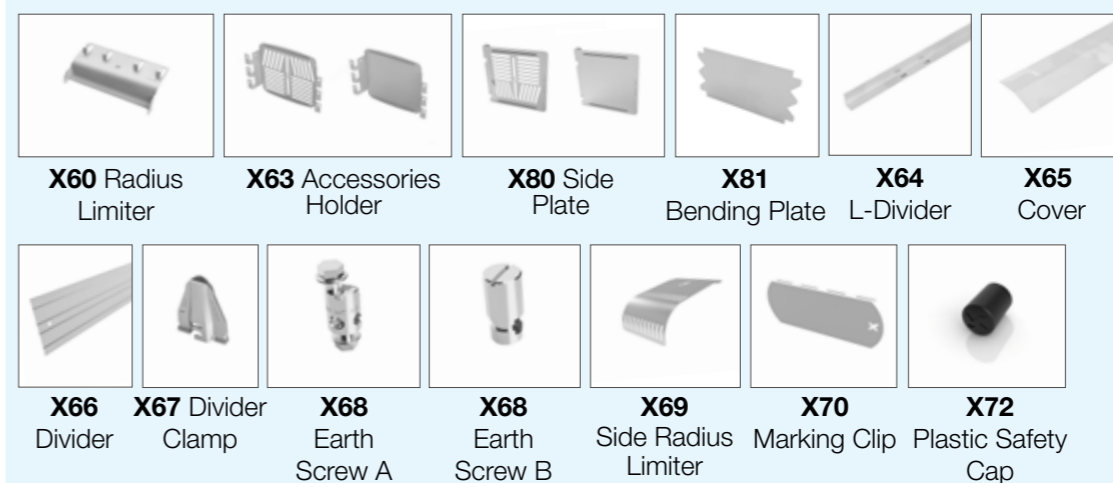 X60 Radius
Limiter
X63 Accessories
Holder
X80 Side
Plate
X81
Bending Plate
X64
L-Divider
X65
Cover
X66
Divider
X67 Divider
Clamp
X68
Earth
Screw A
X68
Earth
Screw B
X69
Side Radius
Limiter
X70
Marking Clip
X72
Plastic Safety
Cap